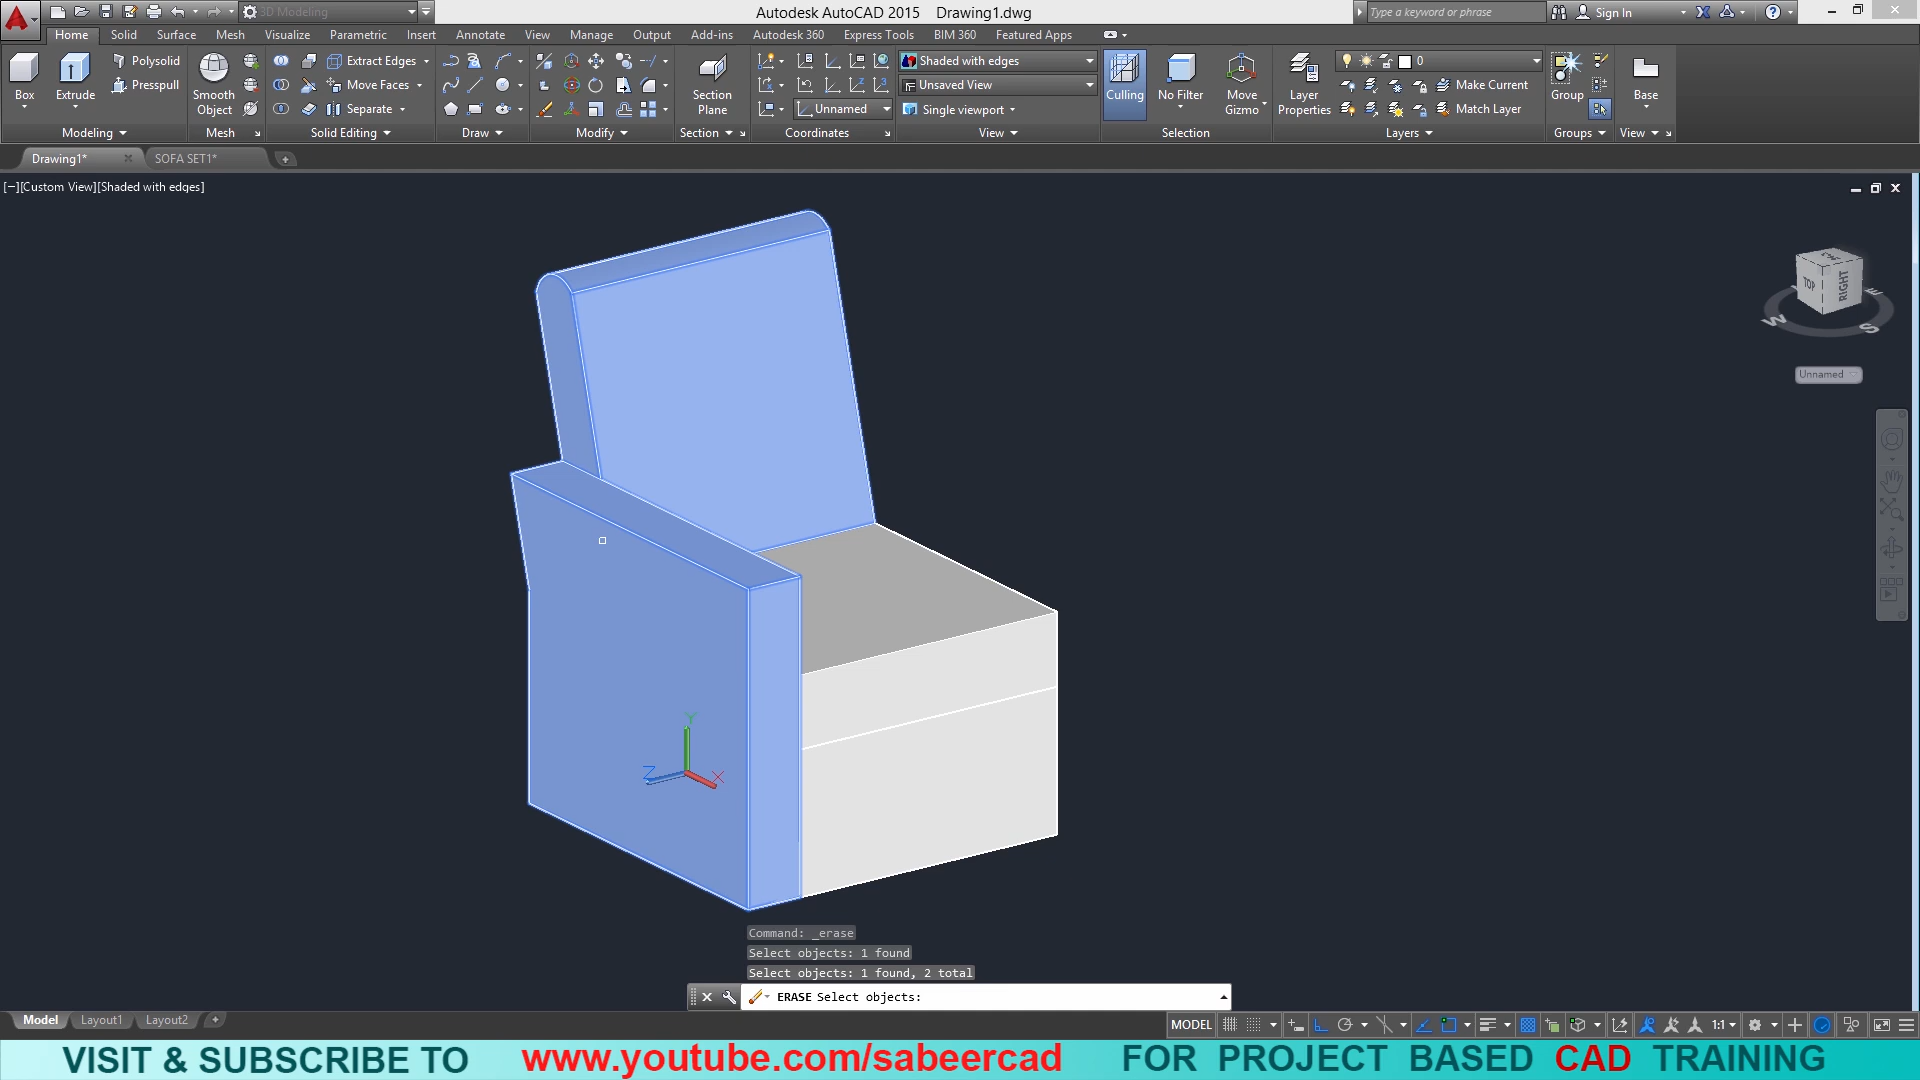 3D Modeling
Autodesk AutoCAD 2015 Drawing1.dwg
Type a keyword or phrase
Sign In
Home Solid Surface Mesh Visualize Parametric Insert Annotate View Manage Output Add-ins Autodesk 360 Express Tools BIM 360 Featured Apps
Box
Extrude
Polysolid
Presspull
Smooth Object
Extract Edges
Move Faces
Separate
Unnamed
Section Plane
Shaded with edges
Unsaved View
Single viewport
Culling
No Filter
Move Gizmo
Layer Properties
0
Make Current
Match Layer
Group
Base
Modeling Mesh Solid Editing Draw Modify Section Coordinates View Selection Layers Groups View
Drawing1* SOFA SET1*
[−][Custom View][Shaded with edges]
TOP
RIGHT
W
S
E
Unnamed
Y
Z
X
Command: _erase
Select objects: 1 found
Select objects: 1 found, 2 total
ERASE Select objects:
Model Layout1 Layout2
MODEL
1:1
VISIT & SUBSCRIBE TO www.youtube.com/sabeercad FOR PROJECT BASED CAD TRAINING